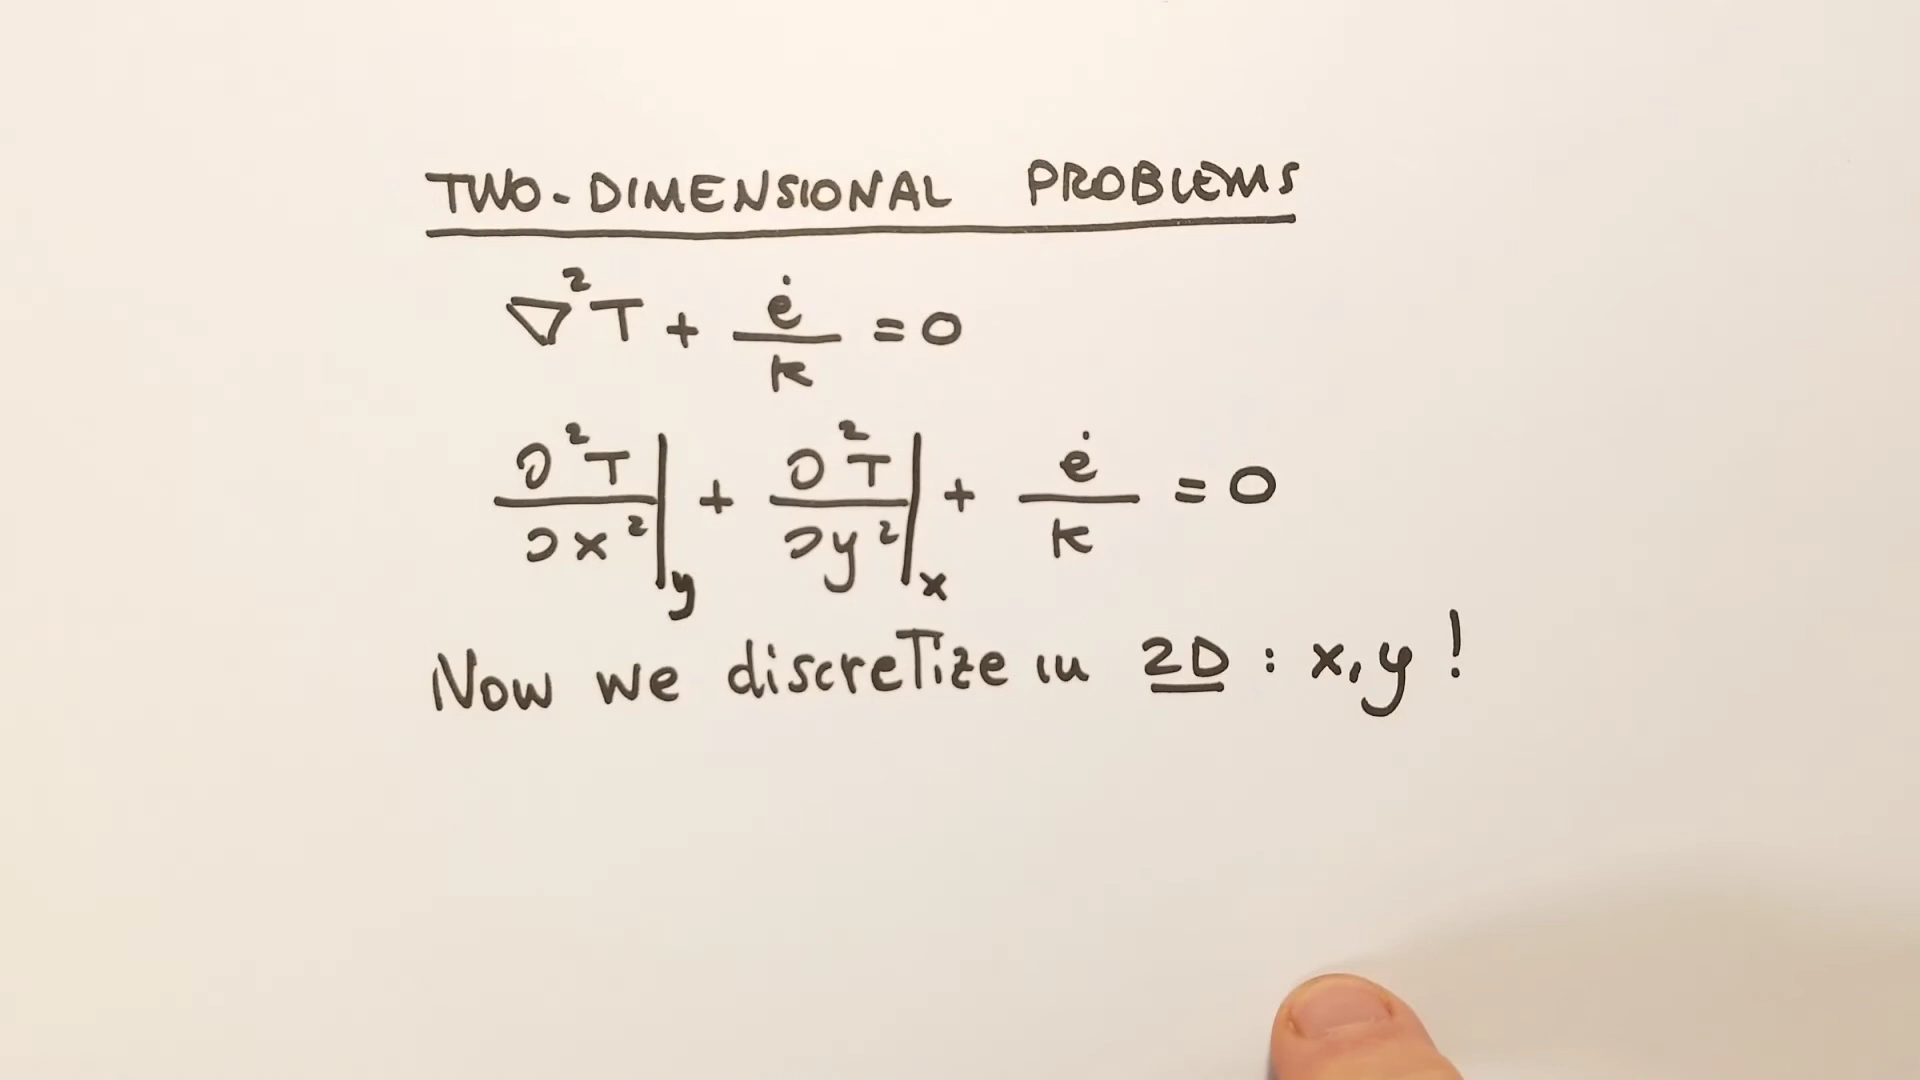 TWO-DIMENSIONAL PROBLEMS
∇²T + ė/k = 0
∂²T/∂x²|y + ∂²T/∂y²|x + ė/k = 0
Now we discretize in 2D : x, y !